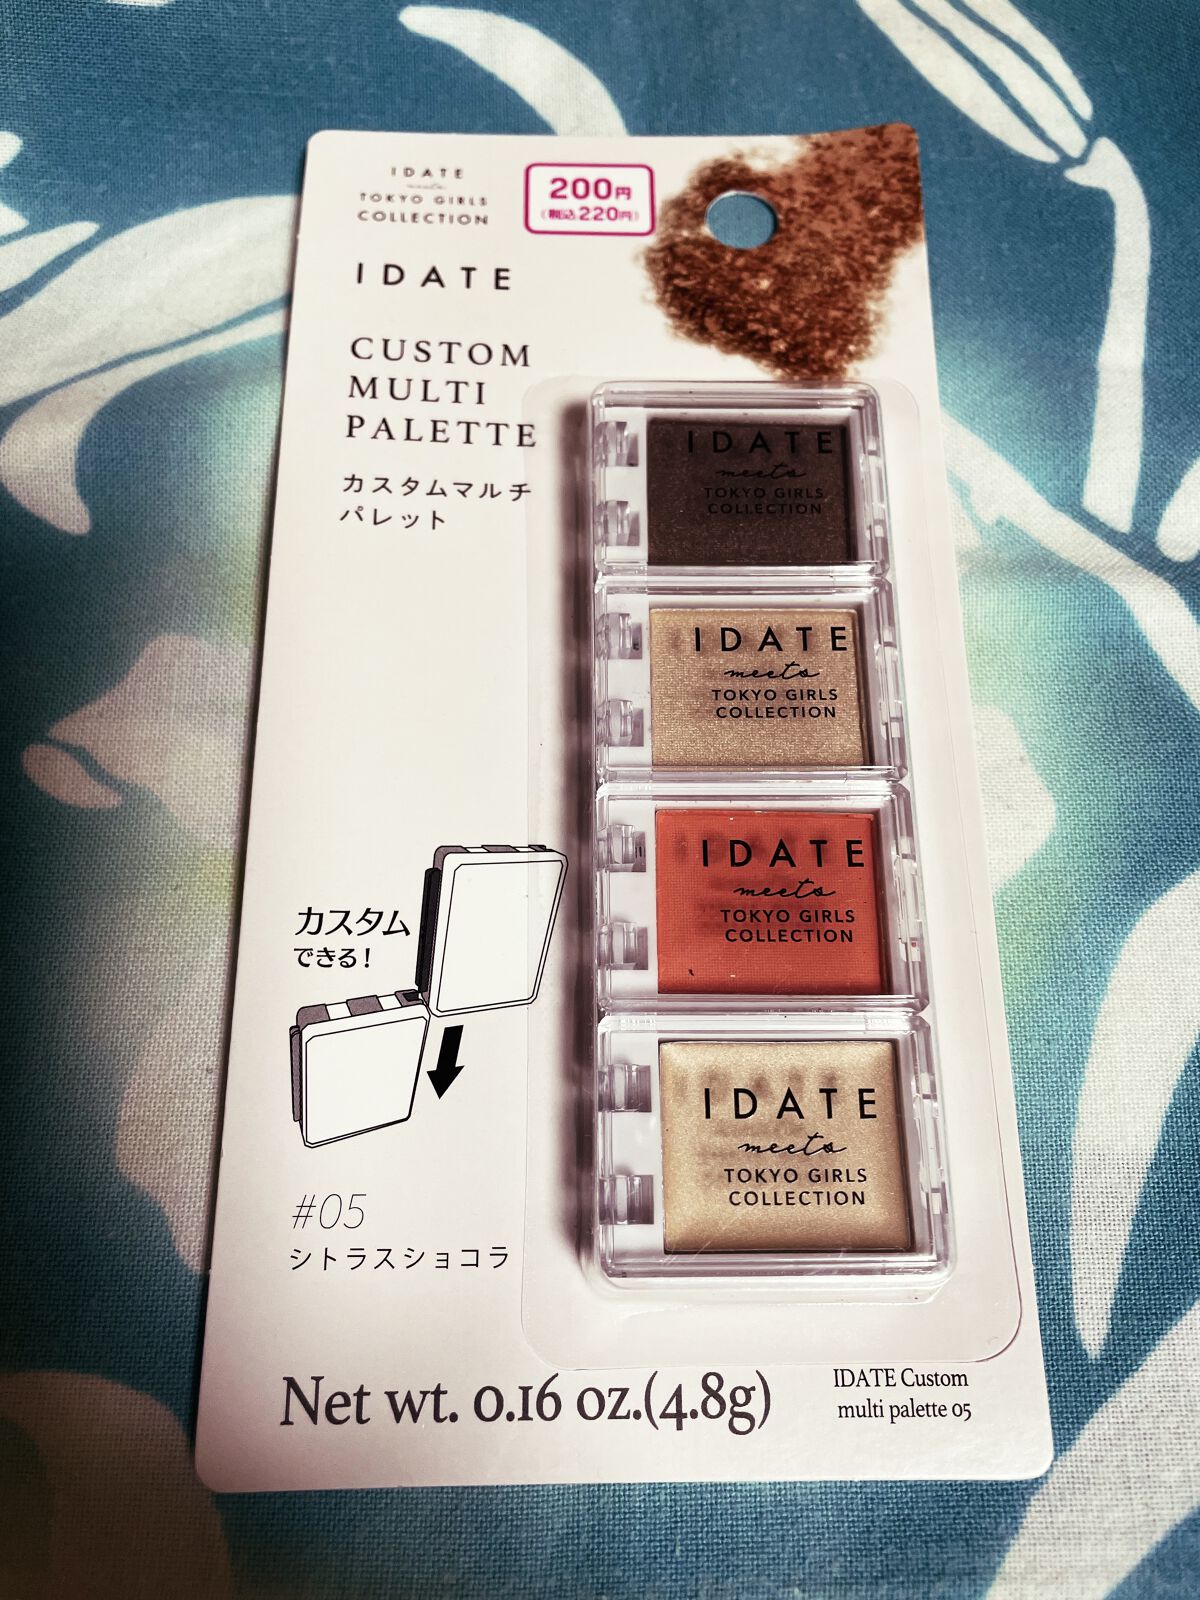 IDATE
meets
TOKYO GIRLS
COLLECTION
200円
(税込220円)
IDATE
CUSTOM
MULTI
PALETTE
カスタムマルチ
パレット
IDATE
meets
TOKYO GIRLS
COLLECTION
IDATE
meets
TOKYO GIRLS
COLLECTION
IDATE
meets
TOKYO GIRLS
COLLECTION
IDATE
meets
TOKYO GIRLS
COLLECTION
カスタム
できる!
#05
シトラスショコラ
Net wt. 0.16 oz.(4.8g)
IDATE Custom
multi palette 05